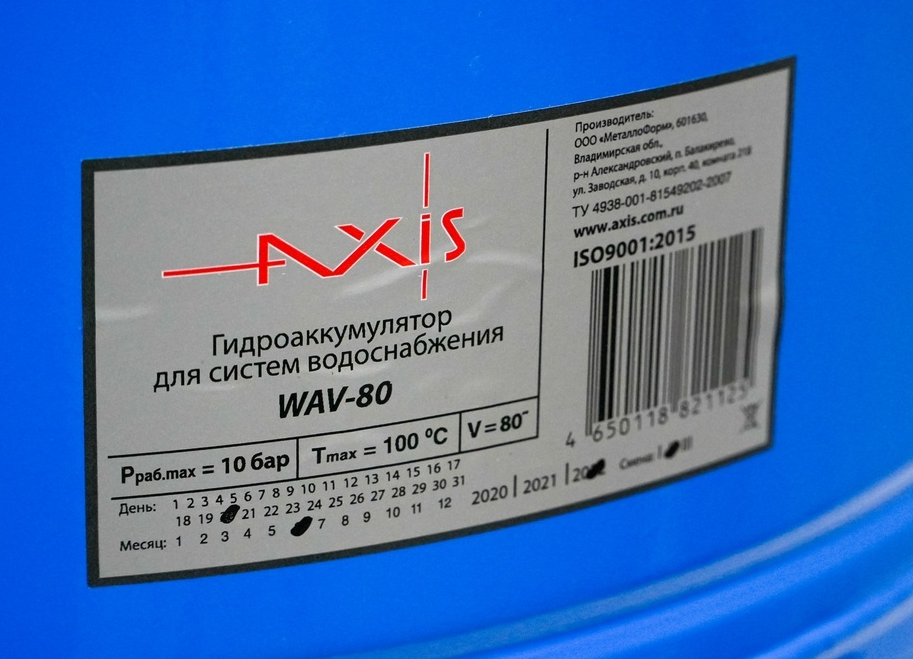 AXIS
Гидроаккумулятор
для систем водоснабжения
WAV-80
Pраб.max = 10 бар
Tmax = 100 ºC
V = 80
День: 1 2 3 4 5 6 7 8 9 10 11 12 13 14 15 16 17
18 19 21 22 23 24 25 26 27 28 29 30 31
Месяц: 1 2 3 4 5 7 8 9 10 11 12
2020 | 2021 |
Смена: I III
Производитель:
ООО «МеталлоФорм», 601630,
Владимирская обл.,
р-н Александровский, п. Балакирево,
ул. Заводская, д. 10, корп. 40, комната 218
ТУ 4938-001-81549202-2007
www.axis.com.ru
ISO9001:2015
4 650118 821125